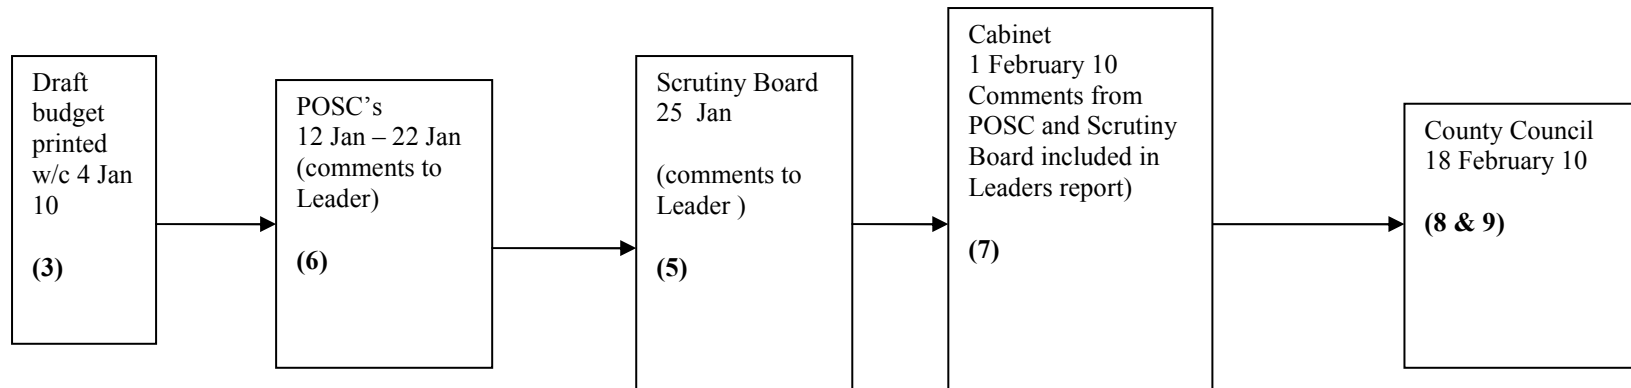 Draft
budget
printed
w/c 4 Jan
10
(3)
POSC’s
12 Jan – 22 Jan
(comments to
Leader)
(6)
Scrutiny Board
25 Jan
(comments to
Leader )
(5)
Cabinet
1 February 10
Comments from
POSC and Scrutiny
Board included in
Leaders report)
(7)
County Council
18 February 10
(8 & 9)